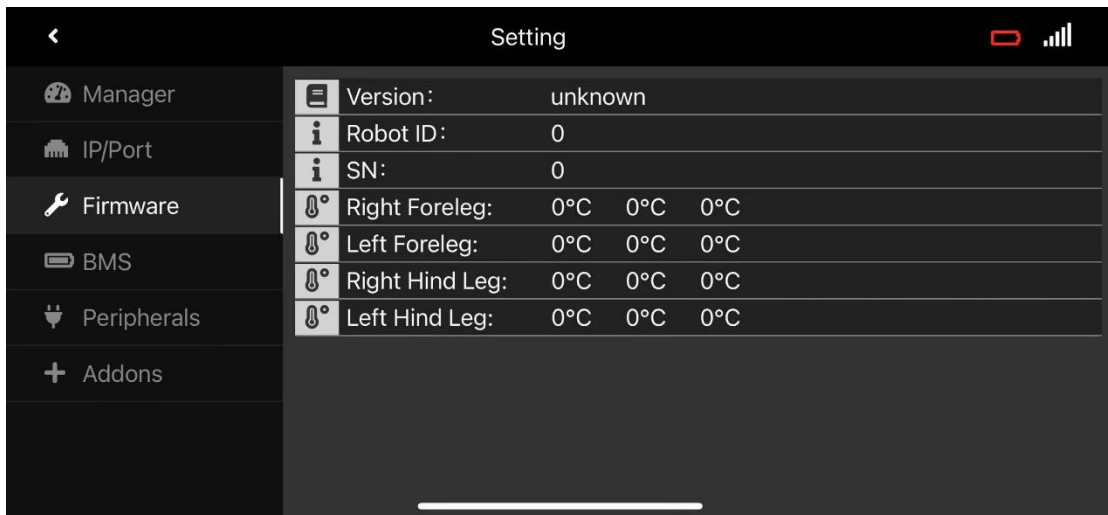 Setting
Manager
IP/Port
Firmware
BMS
Peripherals
Addons
Version: unknown
Robot ID: 0
SN: 0
Right Foreleg: 0°C 0°C 0°C
Left Foreleg: 0°C 0°C 0°C
Right Hind Leg: 0°C 0°C 0°C
Left Hind Leg: 0°C 0°C 0°C